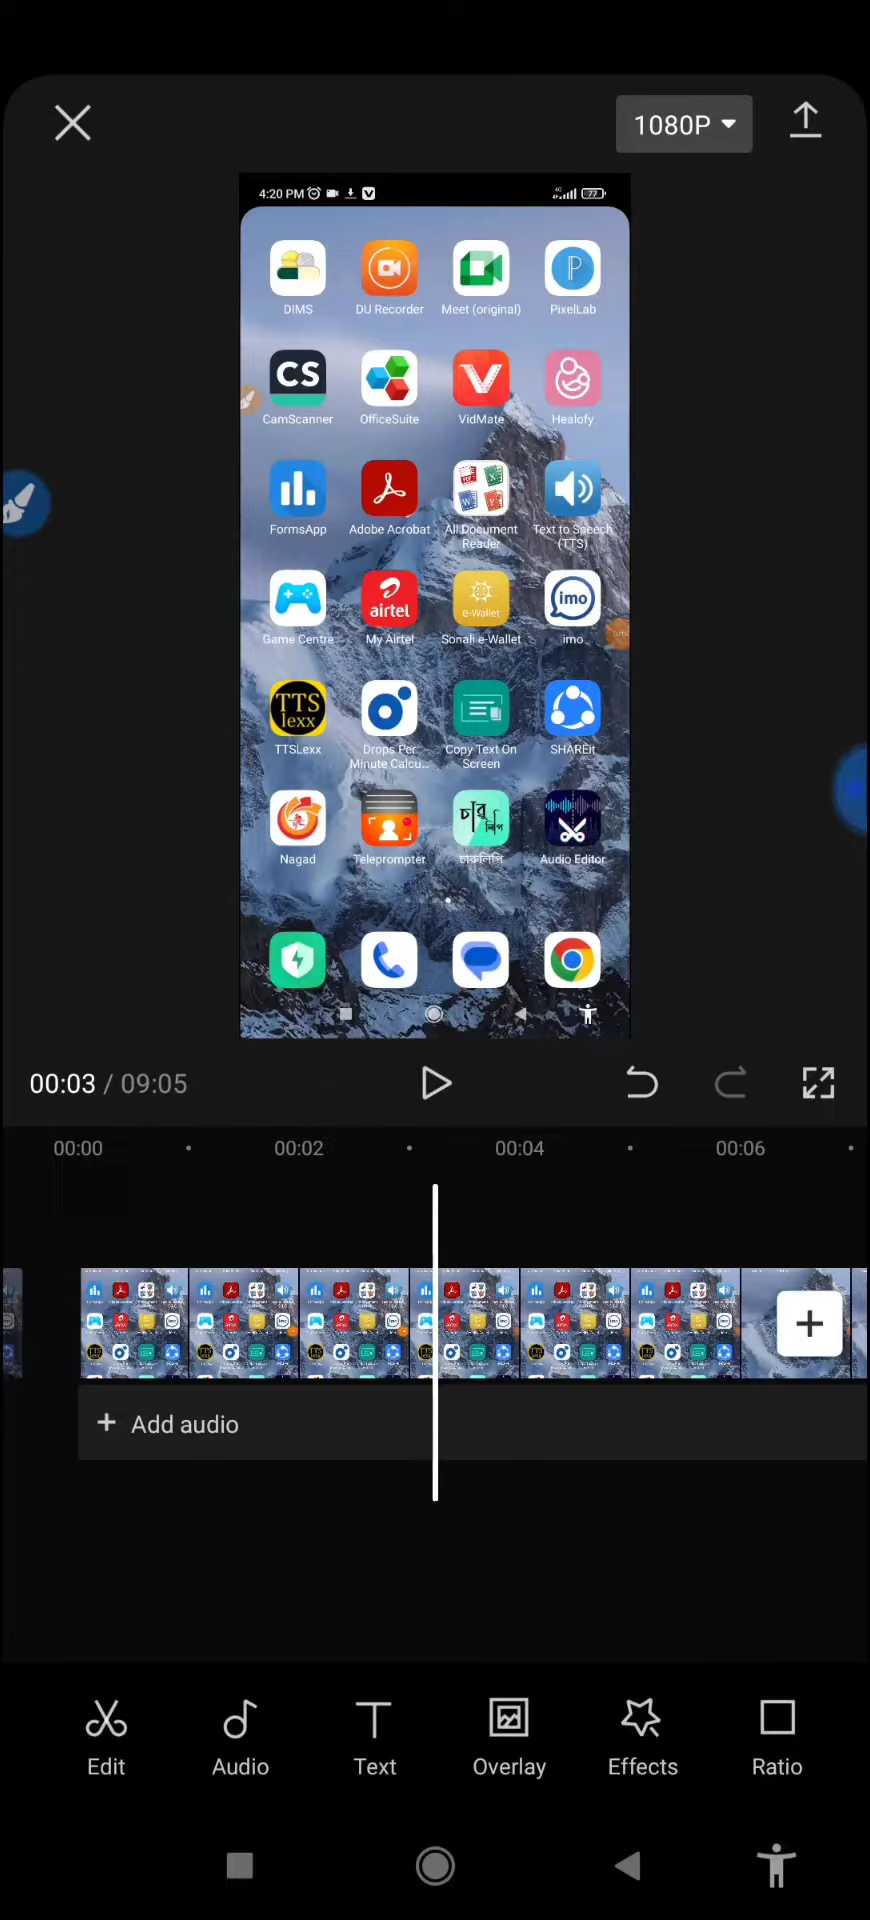 1080P
4:20 PM
4G
77
DIMS
DU Recorder
Meet (original)
PixelLab
CS
CamScanner
OfficeSuite
VidMate
Healofy
FormsApp
Adobe Acrobat
All Document
Reader
Text to Speech
(TTS)
airtel
e-Wallet
imo
Game Centre
My Airtel
Sonali e-Wallet
imo
TTS
lexx
TTSLexx
Drops Per
Minute Calcu...
Copy Text On
Screen
SHAREit
চারু
লিপি
Nagad
Teleprompter
চারুলিপি
Audio Editor
00:03 / 09:05
00:00
00:02
00:04
00:06
+ Add audio
Edit
Audio
Text
Overlay
Effects
Ratio